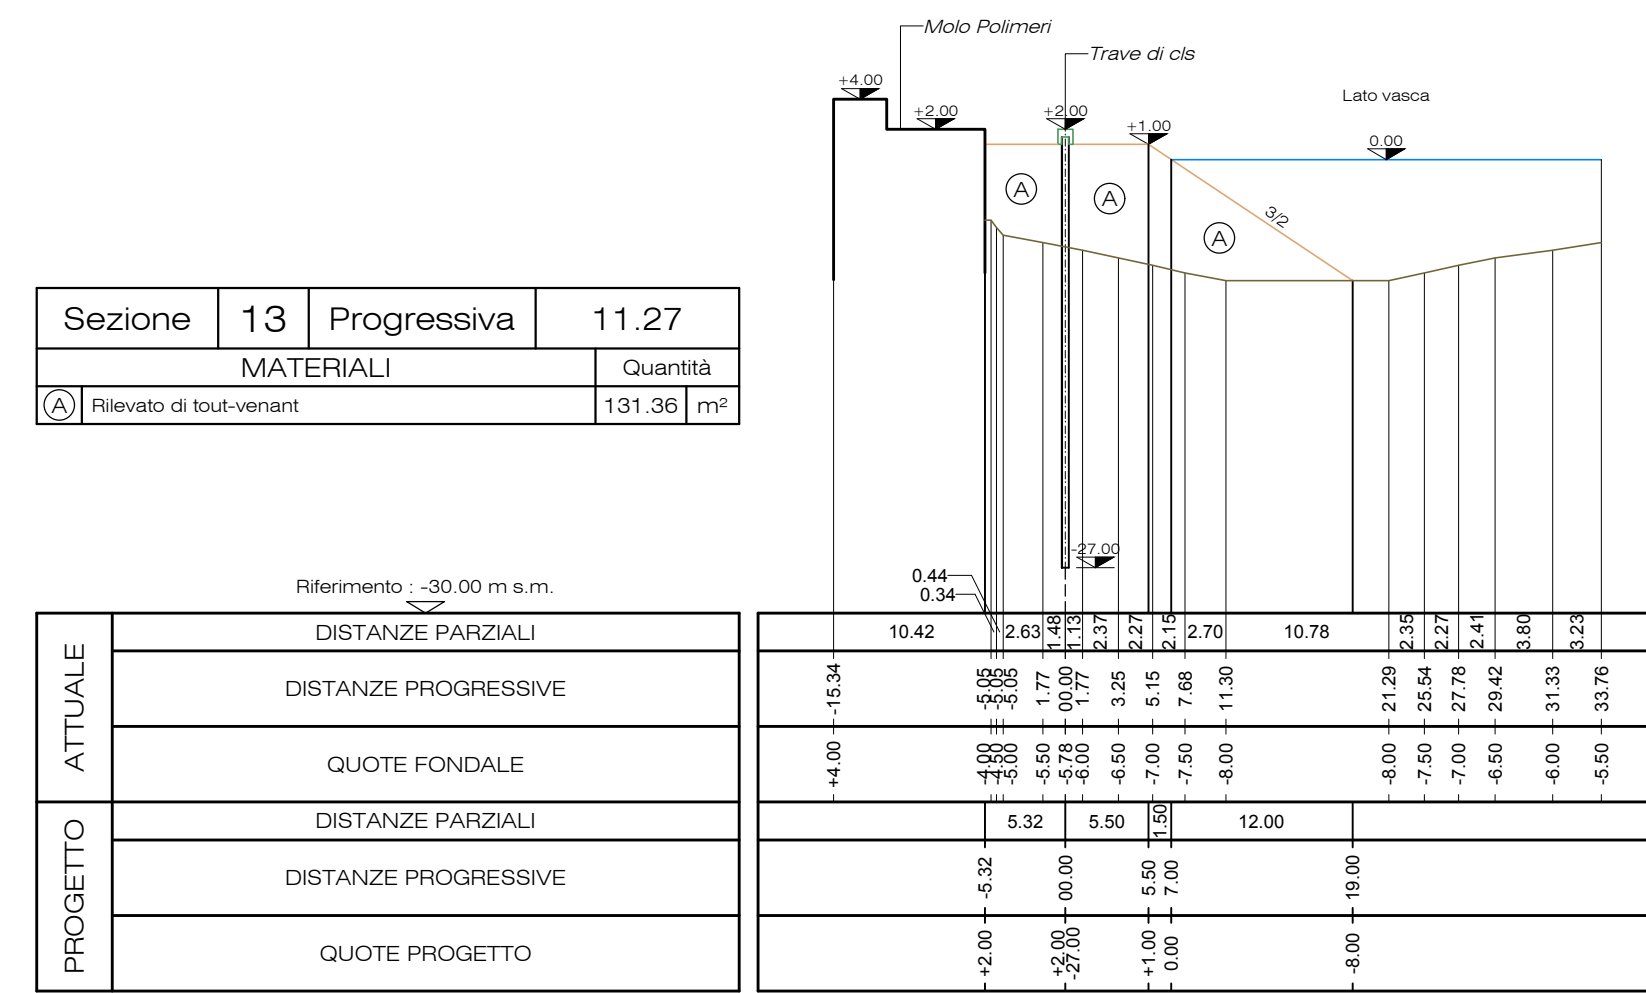 Molo Polimeri
Trave di cls
+4.00
+2.00
+2.00
+1.00
Lato vasca
0.00
A
A
A
3/2
Sezione 13 Progressiva 11.27
MATERIALI Quantità
A Rilevato di tout-venant 131.36 m²
-27.00
Riferimento : -30.00 m s.m.
0.44
0.34
ATTUALE
DISTANZE PARZIALI 10.42 2.63 1.48 1.13 2.37 2.27 2.15 2.70 10.78 2.35 2.27 2.41 3.80 3.23
DISTANZE PROGRESSIVE -15.34 -5.05 -5.05 -5.05 1.77 00.00 1.77 3.25 5.15 7.68 11.30 21.29 25.54 27.78 29.42 31.33 33.76
QUOTE FONDALE +4.00 -4.00 -4.50 -5.00 -5.50 -5.78 -6.00 -6.50 -7.00 -7.50 -8.00 -8.00 -7.50 -7.00 -6.50 -6.00 -5.50
PROGETTO
DISTANZE PARZIALI 5.32 5.50 1.50 12.00
DISTANZE PROGRESSIVE -5.32 00.00 5.50 7.00 19.00
QUOTE PROGETTO +2.00 +2.00 -27.00 +1.00 0.00 -8.00